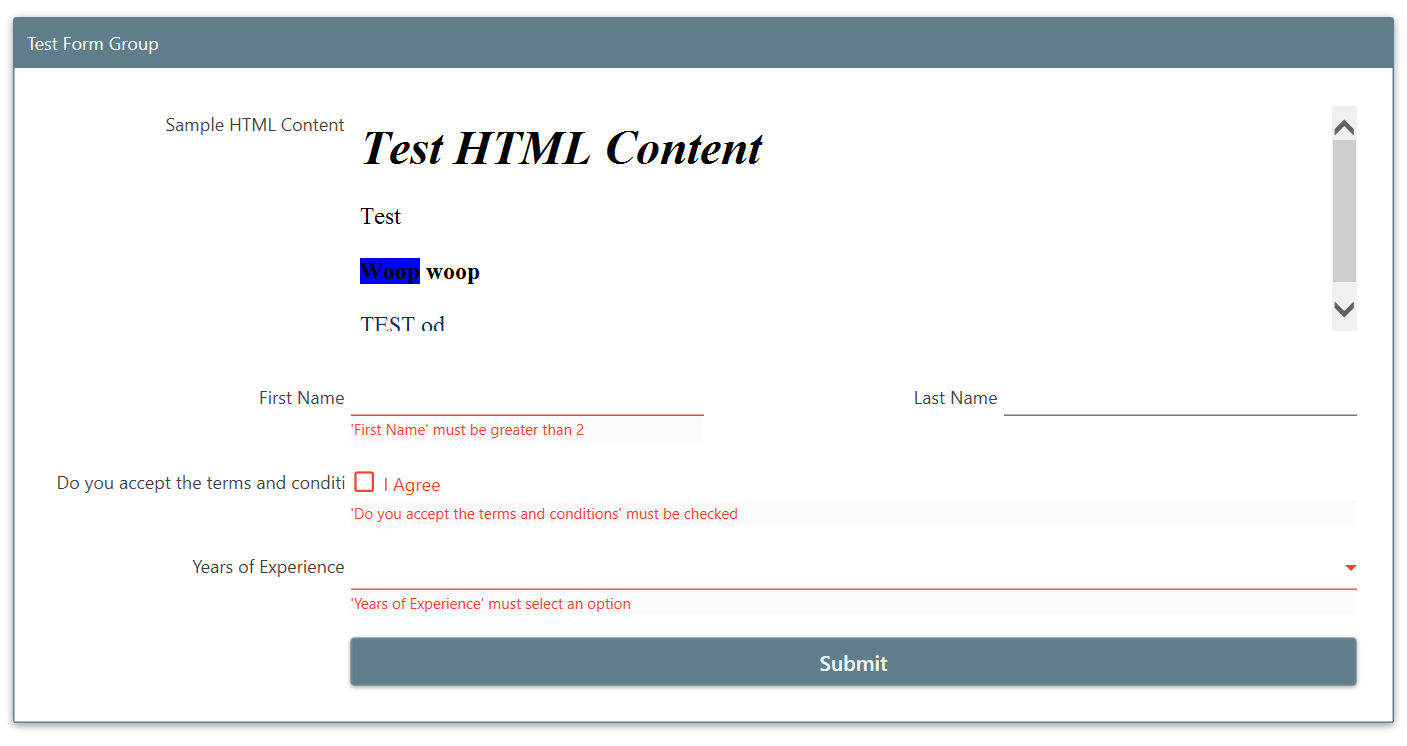 Test Form Group
Sample HTML Content
Test HTML Content
Test
Woop woop
TEST od
First Name
Last Name
'First Name' must be greater than 2
Do you accept the terms and conditi
I Agree
'Do you accept the terms and conditions' must be checked
Years of Experience
'Years of Experience' must select an option
Submit